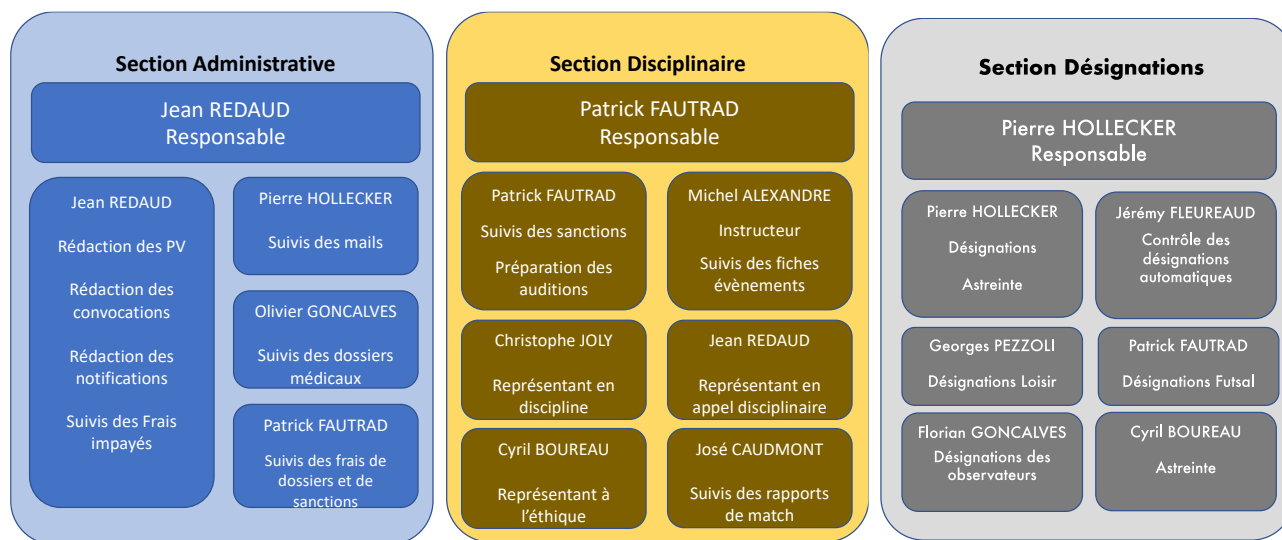 Section Administrative
Jean REDAUD
Responsable
Jean REDAUD
Rédaction des PV
Rédaction des
convocations
Rédaction des
notifications
Suivis des Frais
impayés
Pierre HOLLECKER
Suivis des mails
Olivier GONCALVES
Suivis des dossiers
médicaux
Patrick FAUTRAD
Suivis des frais de
dossiers et de
sanctions
Section Disciplinaire
Patrick FAUTRAD
Responsable
Patrick FAUTRAD
Suivis des sanctions
Préparation des
auditions
Michel ALEXANDRE
Instructeur
Suivis des fiches
évènements
Christophe JOLY
Représentant en
discipline
Jean REDAUD
Représentant en
appel disciplinaire
Cyril BOUREAU
Représentant à
l'éthique
José CAUDMONT
Suivis des rapports
de match
Section Désignations
Pierre HOLLECKER
Responsable
Pierre HOLLECKER
Désignations
Astreinte
Jérémy FLEUREAUD
Contrôle des
désignations
automatiques
Georges PEZZOLI
Désignations Loisir
Patrick FAUTRAD
Désignations Futsal
Florian GONCALVES
Désignations des
observateurs
Cyril BOUREAU
Astreinte